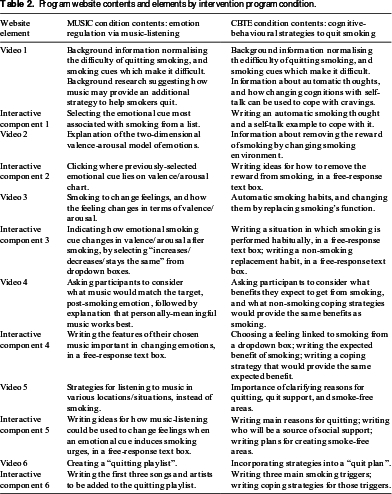 Table 2. Program website contents and elements by intervention program condition.
Website element
MUSIC condition contents: emotion regulation via music-listening
CBTE condition contents: cognitive-behavioural strategies to quit smoking
Video 1
Background information normalising
the difficulty of quitting smoking, and
smoking cues which make it difficult.
Background research suggesting how
music may provide an additional
strategy to help smokers quit.
Background information normalising
the difficulty of quitting smoking, and
smoking cues which make it difficult.
Information about automatic thoughts,
and how changing cognitions with self-
talk can be used to cope with cravings.
Interactive
component 1
Selecting the emotional cue most
associated with smoking from a list.
Writing an automatic smoking thought
and a self-talk example to cope with it.
Video 2
Explanation of the two-dimensional
valence-arousal model of emotions.
Information about removing the reward
of smoking by changing smoking
environment.
Interactive
component 2
Clicking where previously-selected
emotional cue lies on valence/arousal
chart.
Writing ideas for how to remove the
reward from smoking, in a free-response
text box.
Video 3
Smoking to change feelings, and how
the feeling changes in terms of valence/
arousal.
Automatic smoking habits, and changing
them by replacing smoking's function.
Interactive
component 3
Indicating how emotional smoking
cue changes in valence/arousal after
smoking, by selecting "increases/
decreases/stays the same" from
dropdown boxes.
Writing a situation in which smoking is
performed habitually, in a free-response
text box; writing a non-smoking
replacement habit, in a free-response text
box.
Video 4
Asking participants to consider
what music would match the target,
post-smoking emotion, followed by
explanation that personally-meaningful
music works best.
Asking participants to consider what
benefits they expect to get from smoking,
and what non-smoking coping strategies
would provide the same benefits as
smoking.
Interactive
component 4
Writing the features of their chosen
music important in changing emotions,
in a free-response text box.
Choosing a feeling linked to smoking from
a dropdown box; writing the expected
benefit of smoking; writing a coping
strategy that would provide the same
expected benefit.
Video 5
Strategies for listening to music in
various locations/situations, instead of
smoking.
Importance of clarifying reasons for
quitting, quit support, and smoke-free
areas.
Interactive
component 5
Writing ideas for how music-listening
could be used to change feelings when
an emotional cue induces smoking
urges, in a free-response text box.
Writing main reasons for quitting; writing
who will be a source of social support;
writing plans for creating smoke-free
areas.
Video 6
Creating a "quitting playlist".
Incorporating strategies into a "quit plan".
Interactive
component 6
Writing the first three songs and artists
to be added to the quitting playlist.
Writing three main smoking triggers;
writing coping strategies for those triggers.